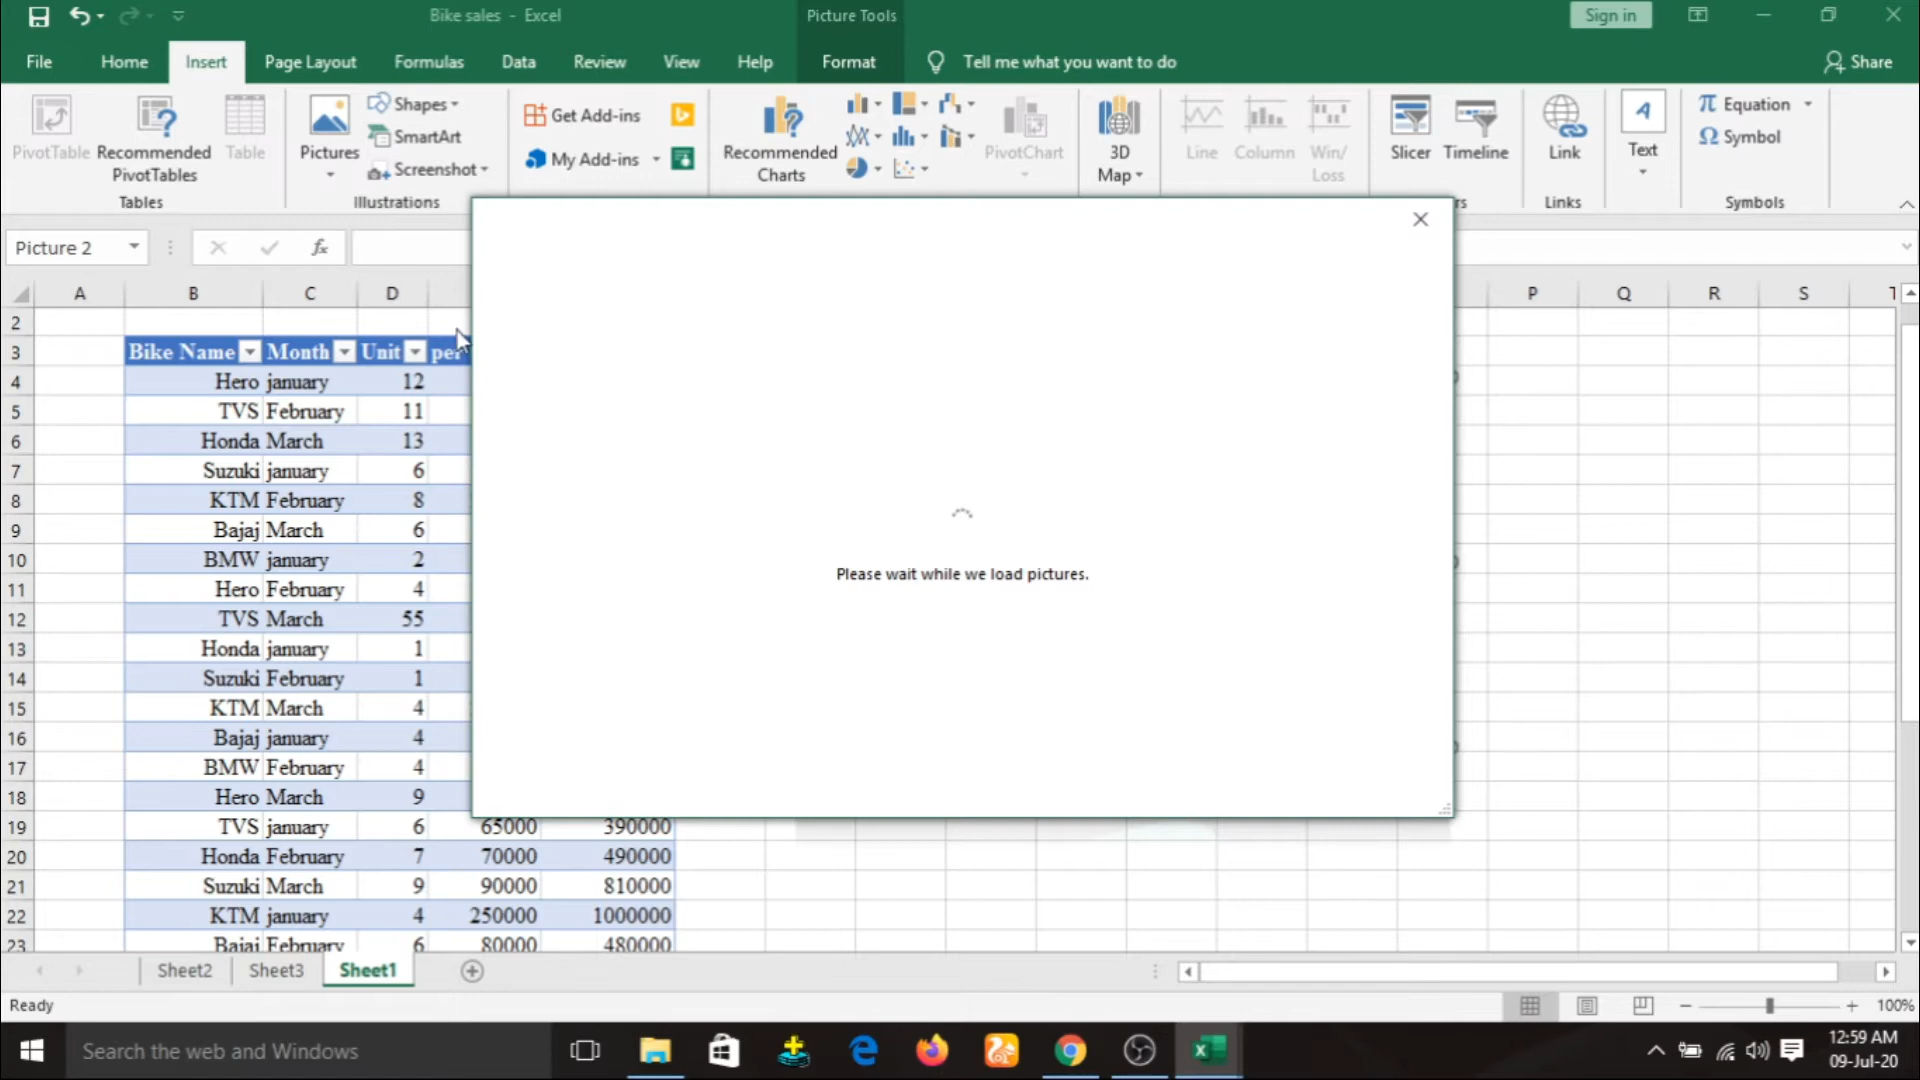 Bike sales - Excel
Picture Tools
Sign in
File
Home
Insert
Page Layout
Formulas
Data
Review
View
Help
Format
Tell me what you want to do
Share
PivotTable
Recommended
PivotTables
Table
Tables
Pictures
Shapes
SmartArt
Screenshot
Illustrations
Get Add-ins
My Add-ins
Recommended
Charts
PivotChart
3D
Map
Line
Column
Win/
Loss
Slicer
Timeline
rs
Link
Links
A
Text
Equation
Symbol
Symbols
Picture 2
fx
A B C D P Q R S
2
3 Bike Name Month Unit per
4 Hero january 12
5 TVS February 11
6 Honda March 13
7 Suzuki january 6
8 KTM February 8
9 Bajaj March 6
10 BMW january 2
11 Hero February 4
12 TVS March 55
13 Honda january 1
14 Suzuki February 1
15 KTM March 4
16 Bajaj january 4
17 BMW February 4
18 Hero March 9
19 TVS january 6 65000 390000
20 Honda February 7 70000 490000
21 Suzuki March 9 90000 810000
22 KTM january 4 250000 1000000
23 Bajaj February 6 80000 480000
Please wait while we load pictures.
Sheet2
Sheet3
Sheet1
Ready
100%
Search the web and Windows
12:59 AM
09-Jul-20